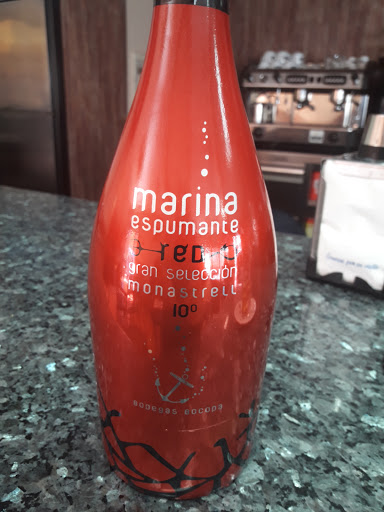 marina
espumante
red
gran selección
monastrell
10º
BODEGAS BOCOPA